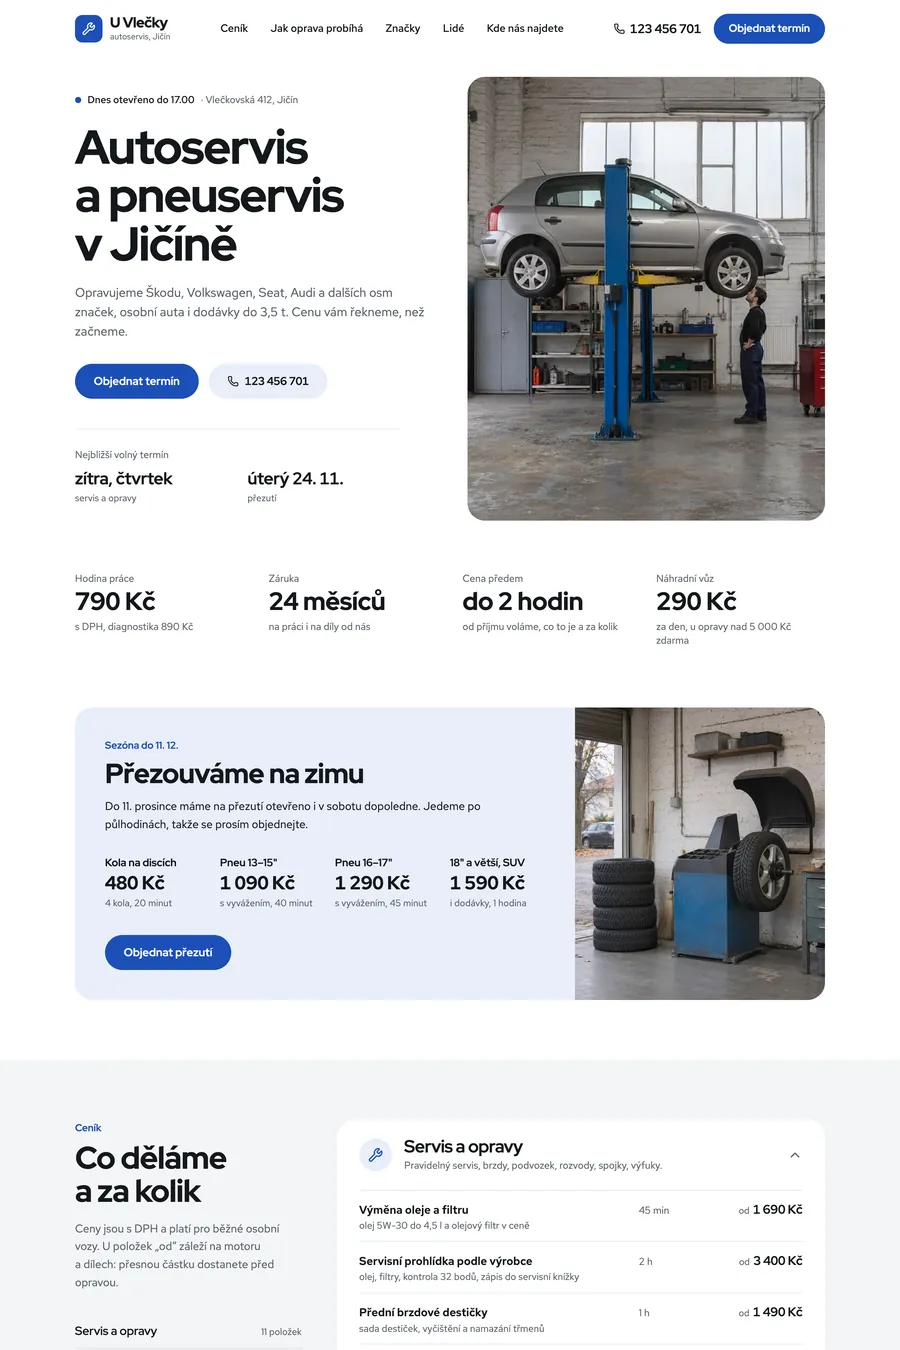 U Vlečky
autoservis, Jičín
Ceník
Jak oprava probíhá
Značky
Lidé
Kde nás najdete
123 456 701
Objednat termín
Dnes otevřeno do 17.00 · Vlečkovská 412, Jičín
Autoservis
a pneuservis
v Jičíně
Opravujeme Škodu, Volkswagen, Seat, Audi a dalších osm
značek, osobní auta i dodávky do 3,5 t. Cenu vám řekneme, než
začneme.
Objednat termín
123 456 701
Nejbližší volný termín
zítra, čtvrtek
servis a opravy
úterý 24. 11.
přezutí
Hodina práce
790 Kč
s DPH, diagnostika 890 Kč
Záruka
24 měsíců
na práci i na díly od nás
Cena předem
do 2 hodin
od příjmu voláme, co to je a za kolik
Náhradní vůz
290 Kč
za den, u opravy nad 5 000 Kč
zdarma
Sezóna do 11. 12.
Přezouváme na zimu
Do 11. prosince máme na přezutí otevřeno i v sobotu dopoledne. Jedeme po
půlhodinách, takže se prosím objednejte.
Kola na discích
480 Kč
4 kola, 20 minut
Pneu 13–15"
1 090 Kč
s vyvážením, 40 minut
Pneu 16–17"
1 290 Kč
s vyvážením, 45 minut
18" a větší, SUV
1 590 Kč
i dodávky, 1 hodina
Objednat přezutí
Ceník
Co děláme
a za kolik
Ceny jsou s DPH a platí pro běžné osobní
vozy. U položek „od" záleží na motoru
a dílech: přesnou částku dostanete před
opravou.
Servis a opravy
11 položek
Servis a opravy
Pravidelný servis, brzdy, podvozek, rozvody, spojky, výfuky.
Výměna oleje a filtru
olej 5W-30 do 4,5 l a olejový filtr v ceně
45 min
od 1 690 Kč
Servisní prohlídka podle výrobce
olej, filtry, kontrola 32 bodů, zápis do servisní knížky
2 h
od 3 400 Kč
Přední brzdové destičky
sada destiček, vyčištění a namazání třmenů
1 h
od 1 490 Kč